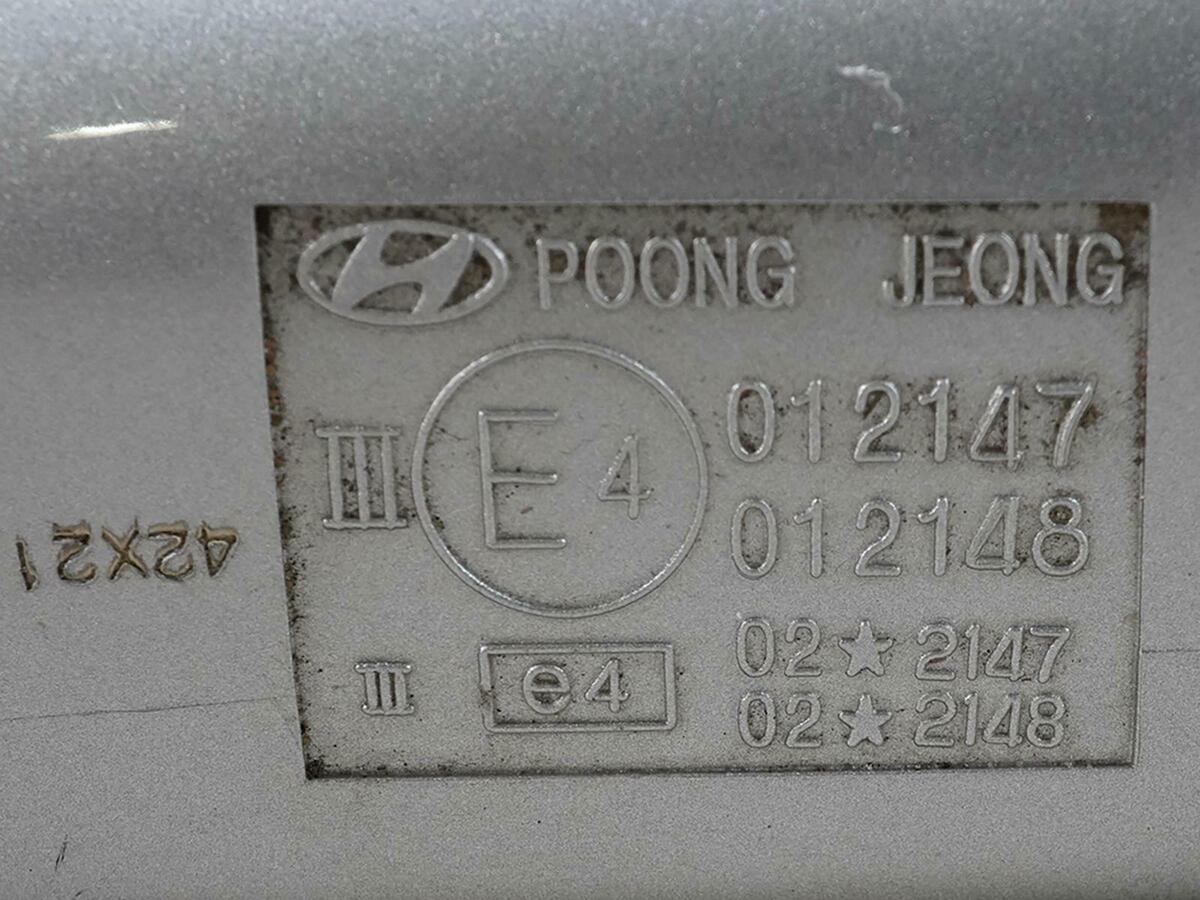 POONG JEONG
III E4 012147
012148
III e4 02★2147
02★2148
42X21